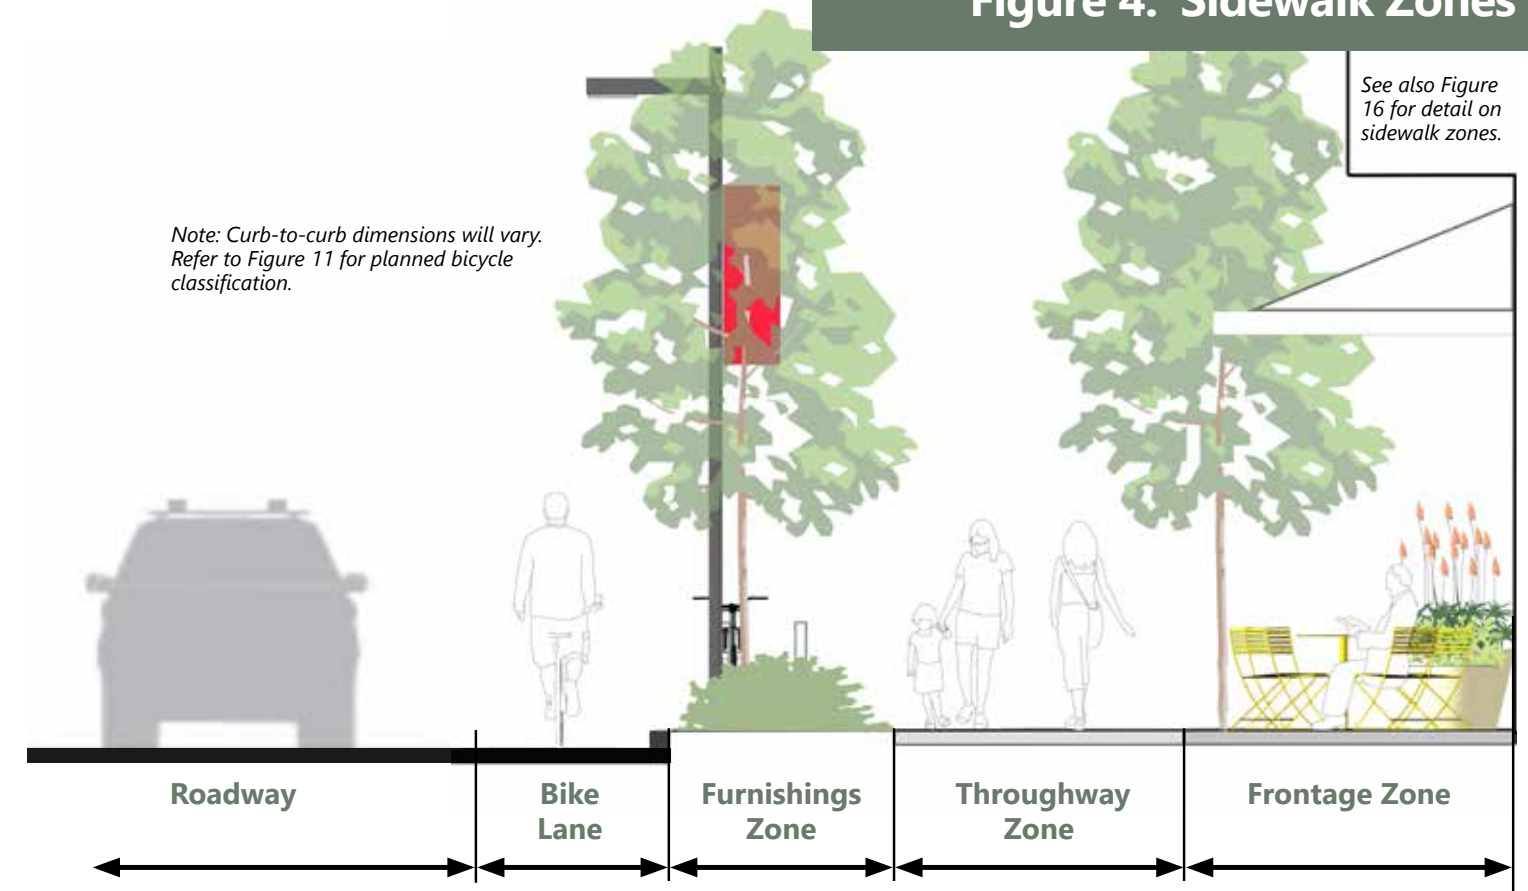 Figure 4. Sidewalk Zones
See also Figure
16 for detail on
sidewalk zones.
Note: Curb-to-curb dimensions will vary.
Refer to Figure 11 for planned bicycle
classification.
Roadway
Bike
Lane
Furnishings
Zone
Throughway
Zone
Frontage Zone